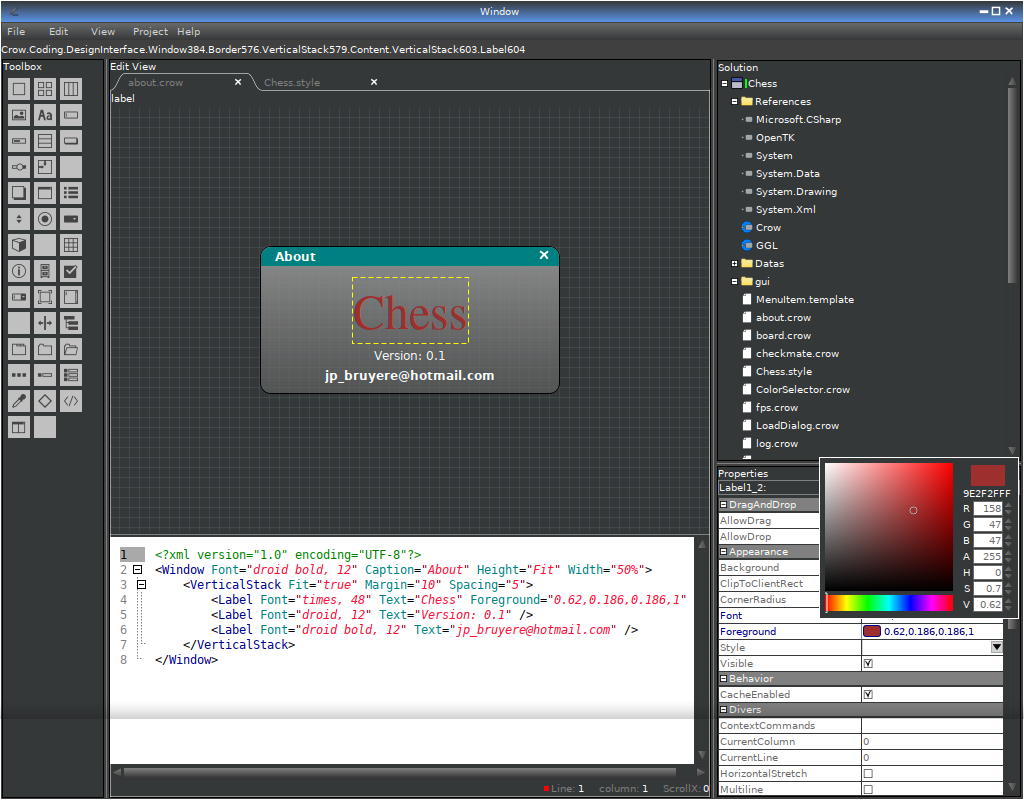 Window
File Edit View Project Help
Crow.Coding.DesignInterface.Window384.Border576.VerticalStack579.Content.VerticalStack603.Label604
Toolbox
Aa
Edit View
about.crow Chess.style
label
About
Chess
Version: 0.1
jp_bruyere@hotmail.com
1 <?xml version="1.0" encoding="UTF-8"?>
2 <Window Font="droid bold, 12" Caption="About" Height="Fit" Width="50%">
3 <VerticalStack Fit="true" Margin="10" Spacing="5">
4 <Label Font="times, 48" Text="Chess" Foreground="0.62,0.186,0.186,1"
5 <Label Font="droid, 12" Text="Version: 0.1" />
6 <Label Font="droid bold, 12" Text="jp_bruyere@hotmail.com" />
7 </VerticalStack>
8 </Window>
Line: 1 column: 1 ScrollX: 0
Solution
Chess
References
Microsoft.CSharp
OpenTK
System
System.Data
System.Drawing
System.Xml
Crow
GGL
Datas
gui
MenuItem.template
about.crow
board.crow
checkmate.crow
Chess.style
ColorSelector.crow
fps.crow
LoadDialog.crow
log.crow
Properties
Label1_2:
DragAndDrop
AllowDrag
AllowDrop
Appearance
Background
ClipToClientRect
CornerRadius
Font
Foreground 0.62,0.186,0.186,1
Style
Visible
Behavior
CacheEnabled
Divers
ContextCommands
CurrentColumn 0
CurrentLine 0
HorizontalStretch
Multiline
9E2F2FFF
R 158
G 47
B 47
A 255
H 0
S 0.7
V 0.62